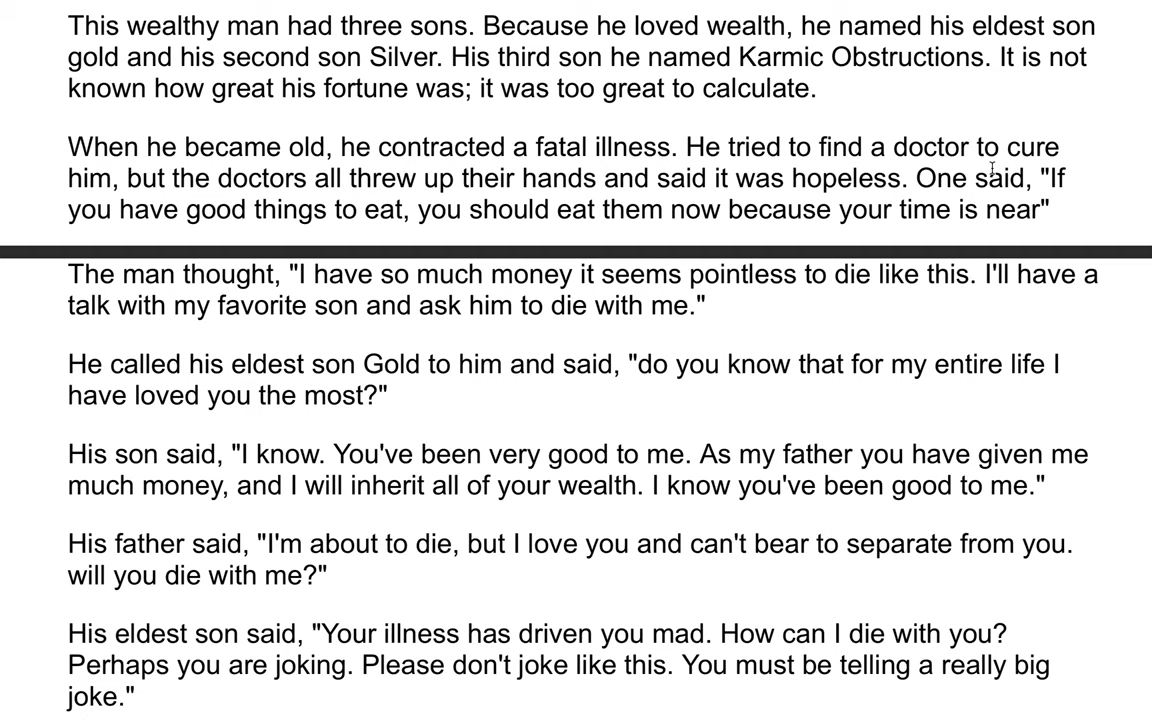 This wealthy man had three sons. Because he loved wealth, he named his eldest son
gold and his second son Silver. His third son he named Karmic Obstructions. It is not
known how great his fortune was; it was too great to calculate.
When he became old, he contracted a fatal illness. He tried to find a doctor to cure
him, but the doctors all threw up their hands and said it was hopeless. One said, "If
you have good things to eat, you should eat them now because your time is near"
The man thought, "I have so much money it seems pointless to die like this. I'll have a
talk with my favorite son and ask him to die with me."
He called his eldest son Gold to him and said, "do you know that for my entire life I
have loved you the most?"
His son said, "I know. You've been very good to me. As my father you have given me
much money, and I will inherit all of your wealth. I know you've been good to me."
His father said, "I'm about to die, but I love you and can't bear to separate from you.
will you die with me?"
His eldest son said, "Your illness has driven you mad. How can I die with you?
Perhaps you are joking. Please don't joke like this. You must be telling a really big
joke."